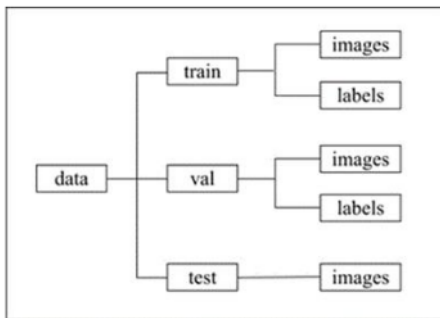 images
train
labels
images
data
val
labels
test
images